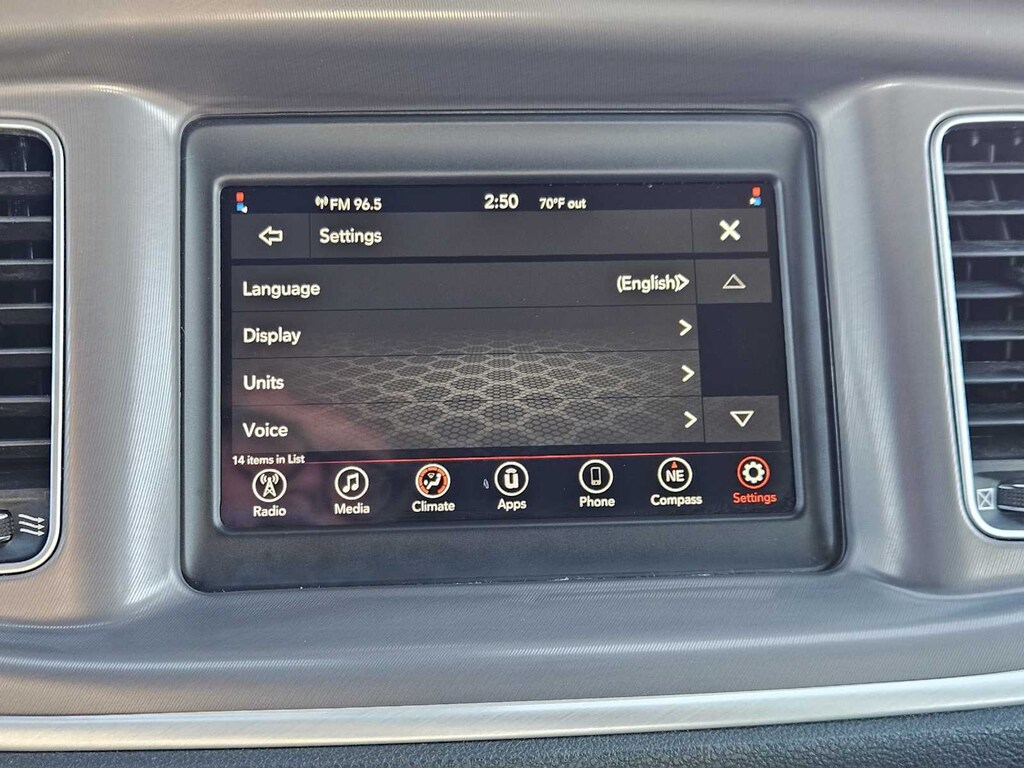 FM 96.5 2:50 70°F out
Settings
Language (English)
Display
Units
Voice
14 items in List
Radio Media Climate Apps Phone NE Compass Settings